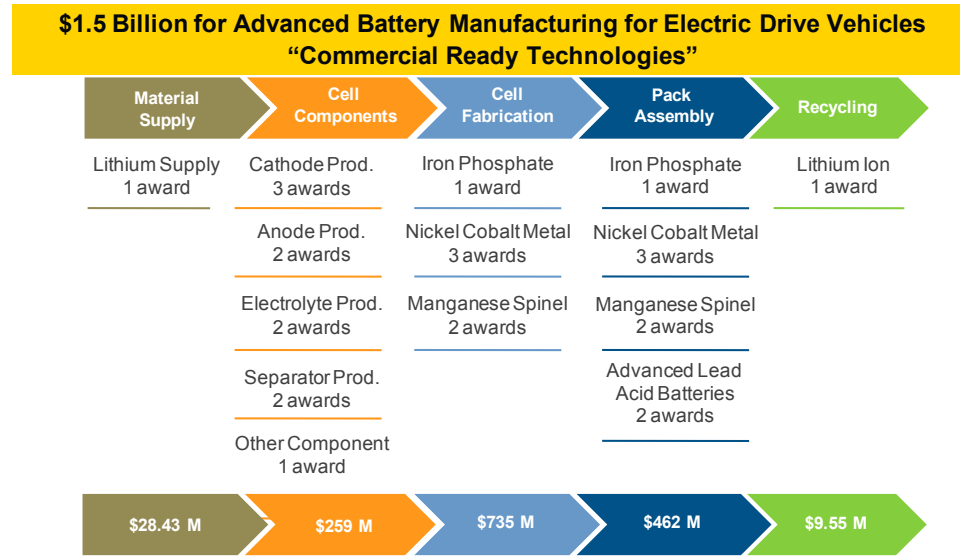 $1.5 Billion for Advanced Battery Manufacturing for Electric Drive Vehicles
“Commercial Ready Technologies”
Material
Supply
Cell
Components
Cell
Fabrication
Pack
Assembly
Recycling
Lithium Supply
1 award
Cathode Prod.
3 awards
Anode Prod.
2 awards
Electrolyte Prod.
2 awards
Separator Prod.
2 awards
Other Component
1 award
Iron Phosphate
1 award
Nickel Cobalt Metal
3 awards
Manganese Spinel
2 awards
Iron Phosphate
1 award
Nickel Cobalt Metal
3 awards
Manganese Spinel
2 awards
Advanced Lead
Acid Batteries
2 awards
Lithium Ion
1 award
$28.43 M
$259 M
$735 M
$462 M
$9.55 M